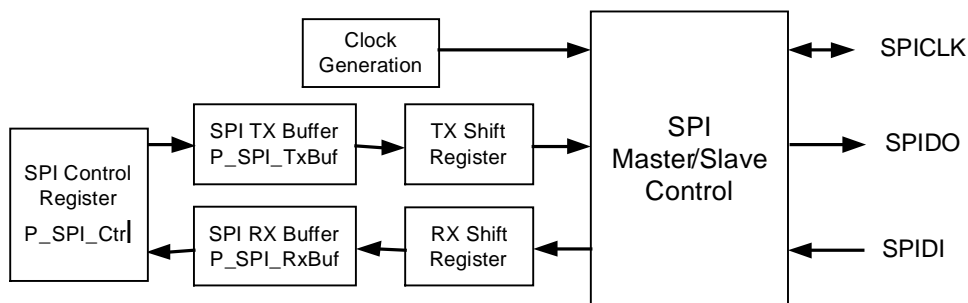 Clock
Generation
SPICLK
SPI TX Buffer
P_SPI_TxBuf
TX Shift
Register
SPI
Master/Slave
Control
SPIDO
SPI Control
Register
P_SPI_Ctrl
SPI RX Buffer
P_SPI_RxBuf
RX Shift
Register
SPIDI